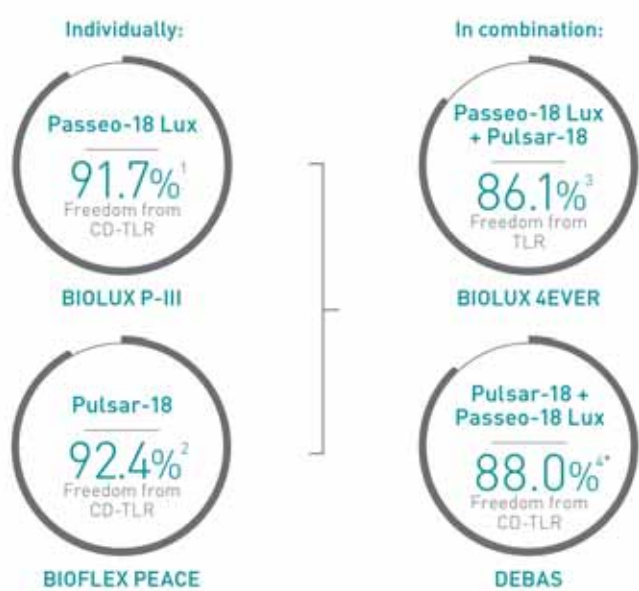 Individually:
Passeo-18 Lux
91.7%1
Freedom from
CD-TLR
BIOLUX P-III
Pulsar-18
92.4%2
Freedom from
CD-TLR
BIOFLEX PEACE
In combination:
Passeo-18 Lux
+ Pulsar-18
86.1%3
Freedom from
TLR
BIOLUX 4EVER
Pulsar-18 +
Passeo-18 Lux
88.0%4*
Freedom from
CD-TLR
DEBAS